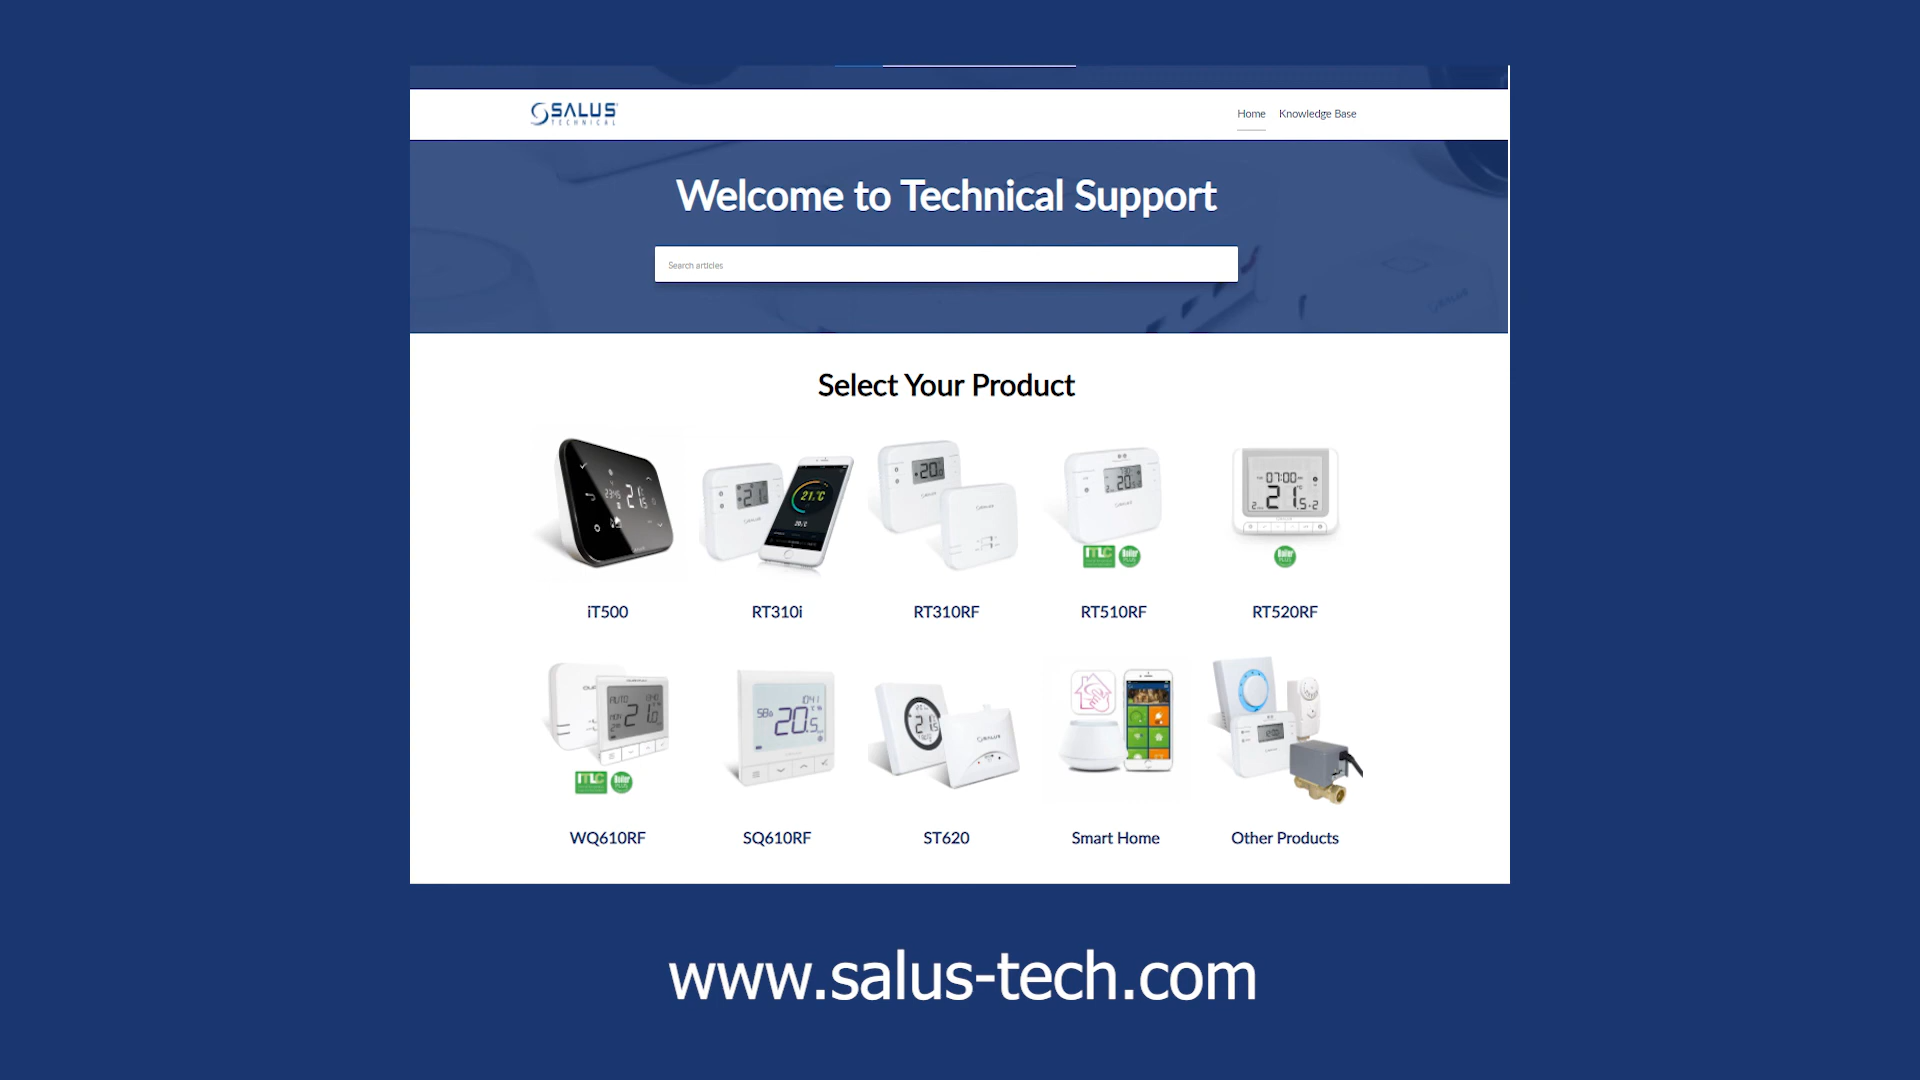 SALUS
TECHNICAL
Home Knowledge Base
Welcome to Technical Support
Search articles
Select Your Product
iT500 RT310i RT310RF RT510RF RT520RF
WQ610RF SQ610RF ST620 Smart Home Other Products
www.salus-tech.com